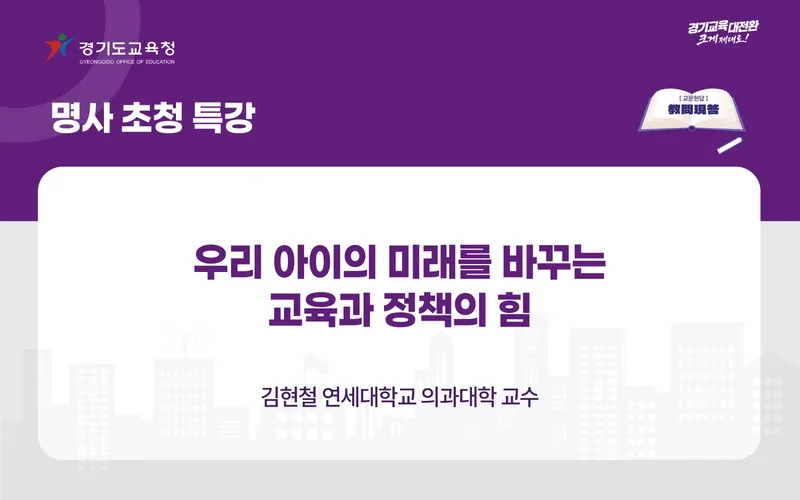 경기도교육청
GYEONGGIDO OFFICE OF EDUCATION
경기교육 대전환
크게 제대로!
명사 초청 특강
[ 교문현답 ]
敎問現答
우리 아이의 미래를 바꾸는
교육과 정책의 힘
김현철 연세대학교 의과대학 교수